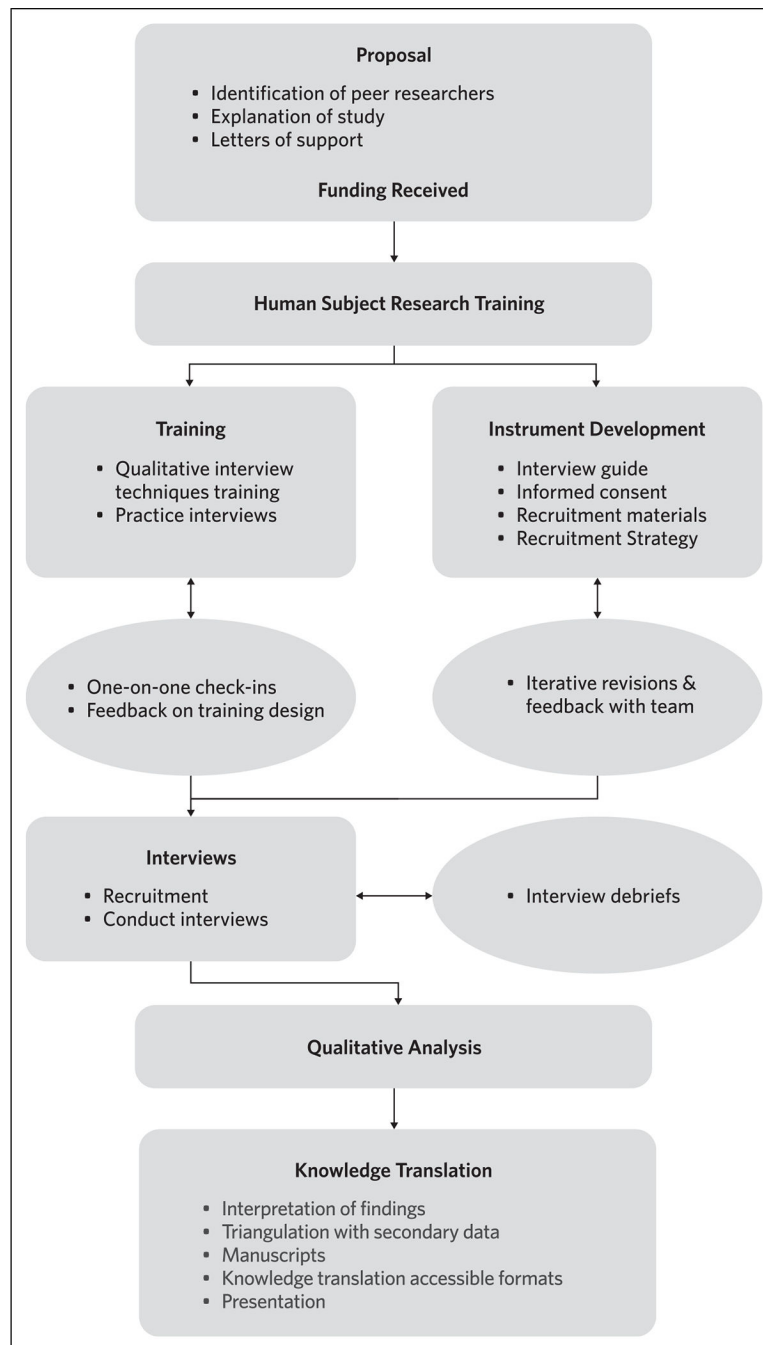 Proposal
▪ Identification of peer researchers
▪ Explanation of study
▪ Letters of support
Funding Received
Human Subject Research Training
Training
▪ Qualitative interview
techniques training
▪ Practice interviews
Instrument Development
▪ Interview guide
▪ Informed consent
▪ Recruitment materials
▪ Recruitment Strategy
▪ One-on-one check-ins
▪ Feedback on training design
▪ Iterative revisions &
feedback with team
Interviews
▪ Recruitment
▪ Conduct interviews
▪ Interview debriefs
Qualitative Analysis
Knowledge Translation
▪ Interpretation of findings
▪ Triangulation with secondary data
▪ Manuscripts
▪ Knowledge translation accessible formats
▪ Presentation